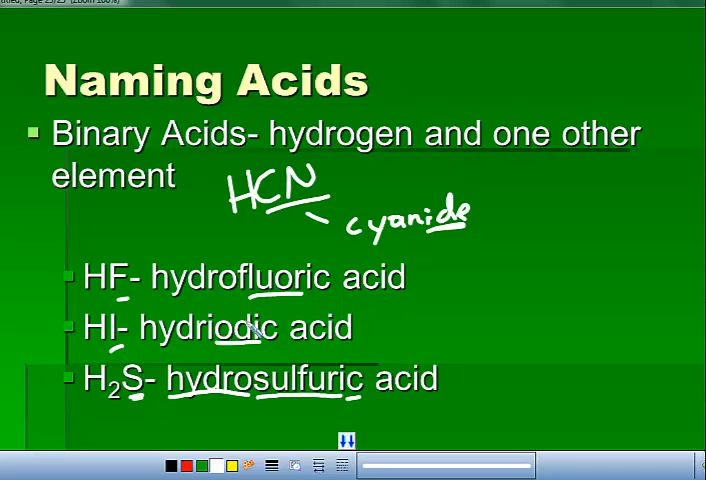 Naming Acids
Binary Acids- hydrogen and one other
element
HCN
cyanide
HF- hydrofluoric acid
HI- hydriodic acid
H₂S- hydrosulfuric acid